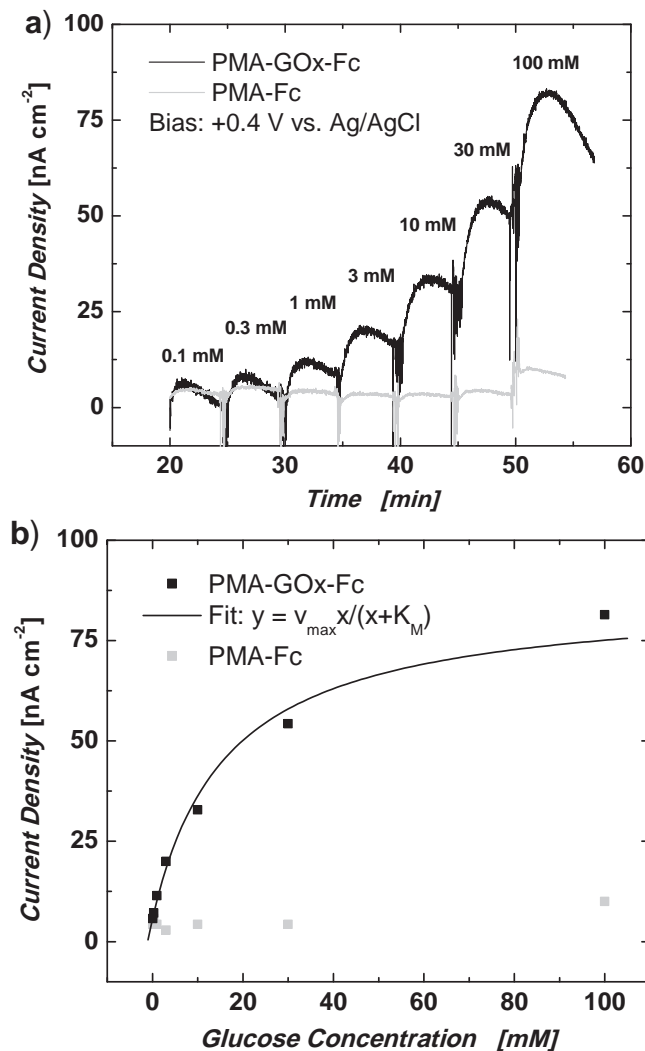 a)
100
75
50
25
0
Current Density [nA cm-2]
PMA-GOx-Fc
PMA-Fc
Bias: +0.4 V vs. Ag/AgCl
0.1 mM
0.3 mM
1 mM
3 mM
10 mM
30 mM
100 mM
20 30 40 50 60
Time [min]
b)
100
75
50
25
0
Current Density [nA cm-2]
PMA-GOx-Fc
Fit: y = vmaxx/(x+KM)
PMA-Fc
0 20 40 60 80 100
Glucose Concentration [mM]